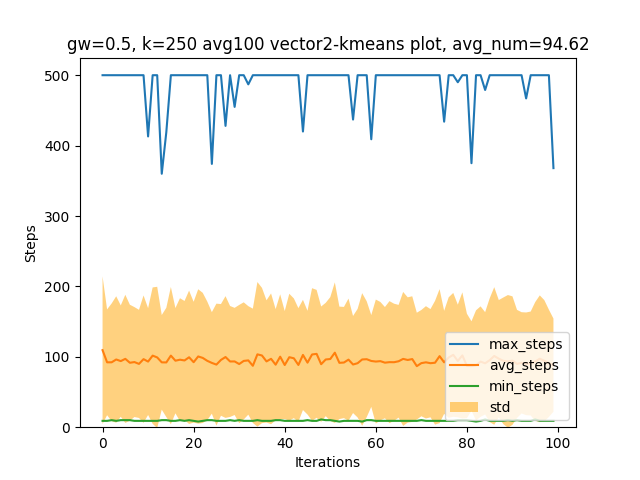 gw=0.5, k=250 avg100 vector2-kmeans plot, avg_num=94.62
500
400
300
200
100
0
Steps
max_steps
avg_steps
min_steps
std
0 20 40 60 80 100
Iterations